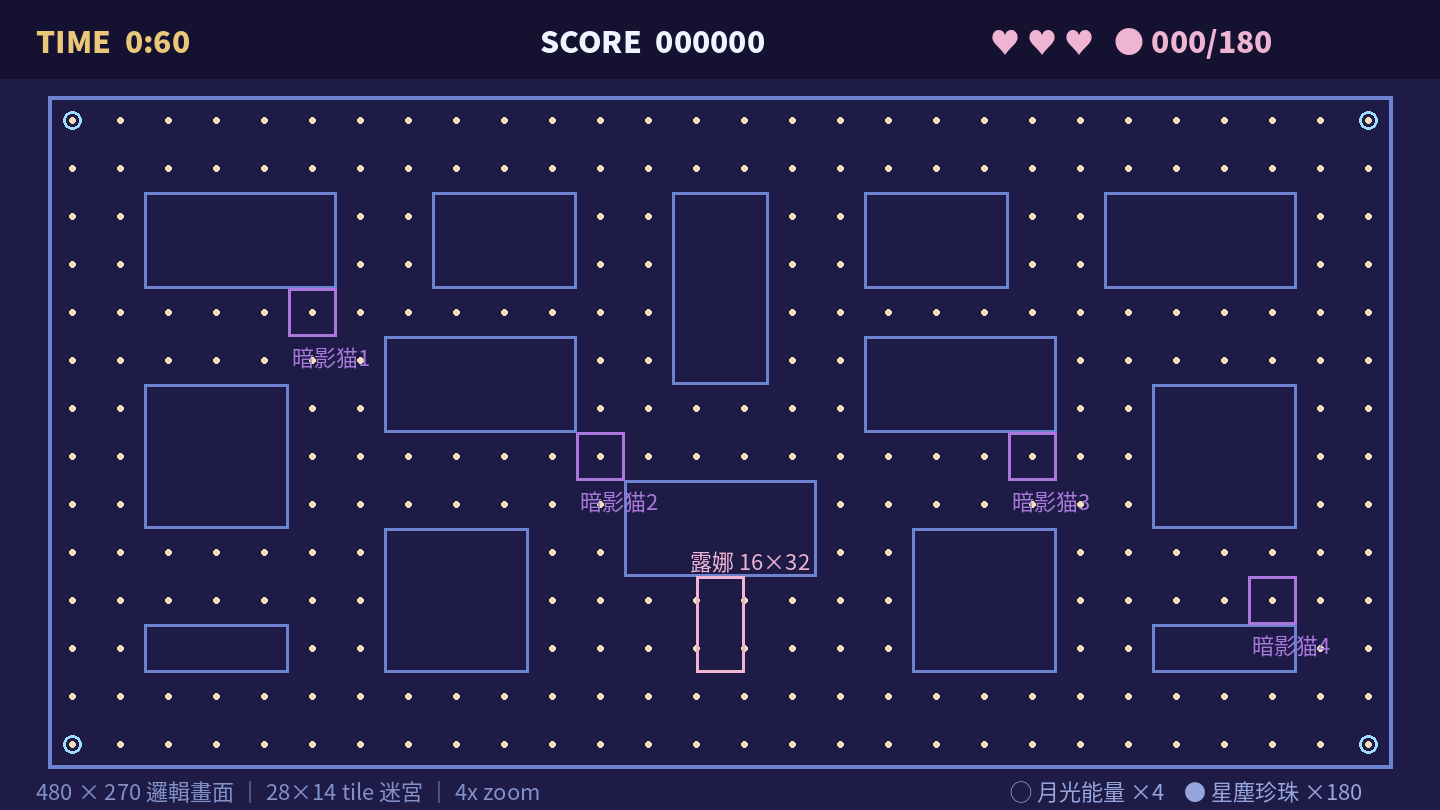 TIME 0:60
SCORE 000000
♥ ♥ ♥ ● 000/180
暗影猫1
暗影猫2
暗影猫3
露娜 16×32
暗影猫4
480 × 270 邏輯畫面 | 28×14 tile 迷宮 | 4x zoom
○ 月光能量 ×4 ● 星塵珍珠 ×180